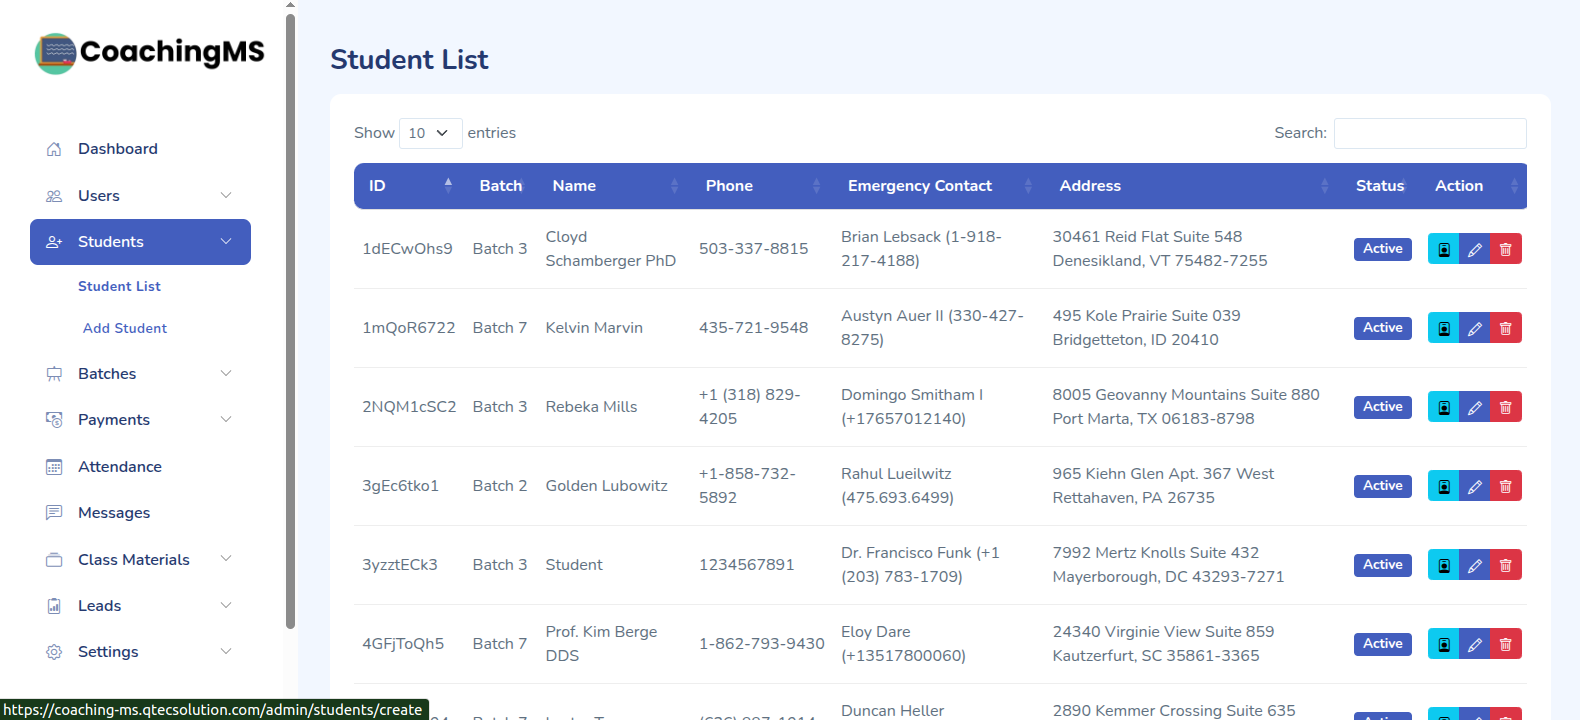 CoachingMS
Dashboard
Users
Students
Student List
Add Student
Batches
Payments
Attendance
Messages
Class Materials
Leads
Settings
Student List
Show 10 entries
Search:
ID Batch Name Phone Emergency Contact Address Status Action
1dECwOhs9 Batch 3 Cloyd 503-337-8815 Brian Lebsack (1-918- 30461 Reid Flat Suite 548 Active
Schamberger PhD 217-4188) Denesikland, VT 75482-7255
1mQoR6722 Batch 7 Kelvin Marvin 435-721-9548 Austyn Auer II (330-427- 495 Kole Prairie Suite 039 Active
8275) Bridgetteton, ID 20410
2NQM1cSC2 Batch 3 Rebeka Mills +1 (318) 829- Domingo Smitham I 8005 Geovanny Mountains Suite 880 Active
4205 (+17657012140) Port Marta, TX 06183-8798
3gEc6tko1 Batch 2 Golden Lubowitz +1-858-732- Rahul Lueilwitz 965 Kiehn Glen Apt. 367 West Active
5892 (475.693.6499) Rettahaven, PA 26735
3yzztECk3 Batch 3 Student 1234567891 Dr. Francisco Funk (+1 7992 Mertz Knolls Suite 432 Active
(203) 783-1709) Mayerborough, DC 43293-7271
4GFjToQh5 Batch 7 Prof. Kim Berge 1-862-793-9430 Eloy Dare 24340 Virginie View Suite 859 Active
DDS (+13517800060) Kautzerfurt, SC 35861-3365
Duncan Heller 2890 Kemmer Crossing Suite 635
https://coaching-ms.qtecsolution.com/admin/students/create